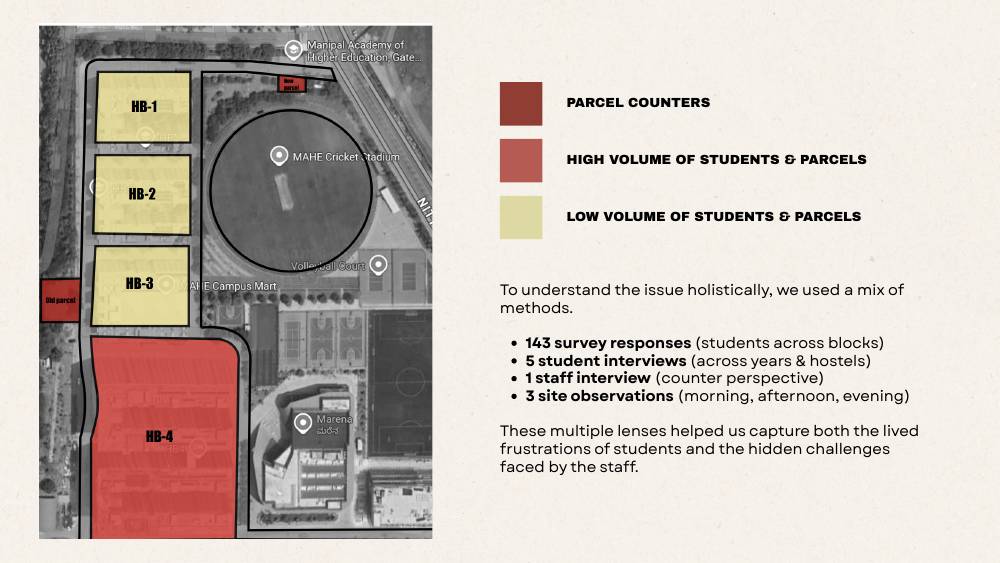 Manipal Academy of
Higher Education, Gate...
New
parcel
HB-1
MAHE Cricket Stadium
HB-2
Volleyball Court
HB-3
MAHE Campus Mart
Old parcel
Marena
HB-4
PARCEL COUNTERS
HIGH VOLUME OF STUDENTS & PARCELS
LOW VOLUME OF STUDENTS & PARCELS
To understand the issue holistically, we used a mix of
methods.
• 143 survey responses (students across blocks)
• 5 student interviews (across years & hostels)
• 1 staff interview (counter perspective)
• 3 site observations (morning, afternoon, evening)
These multiple lenses helped us capture both the lived
frustrations of students and the hidden challenges
faced by the staff.